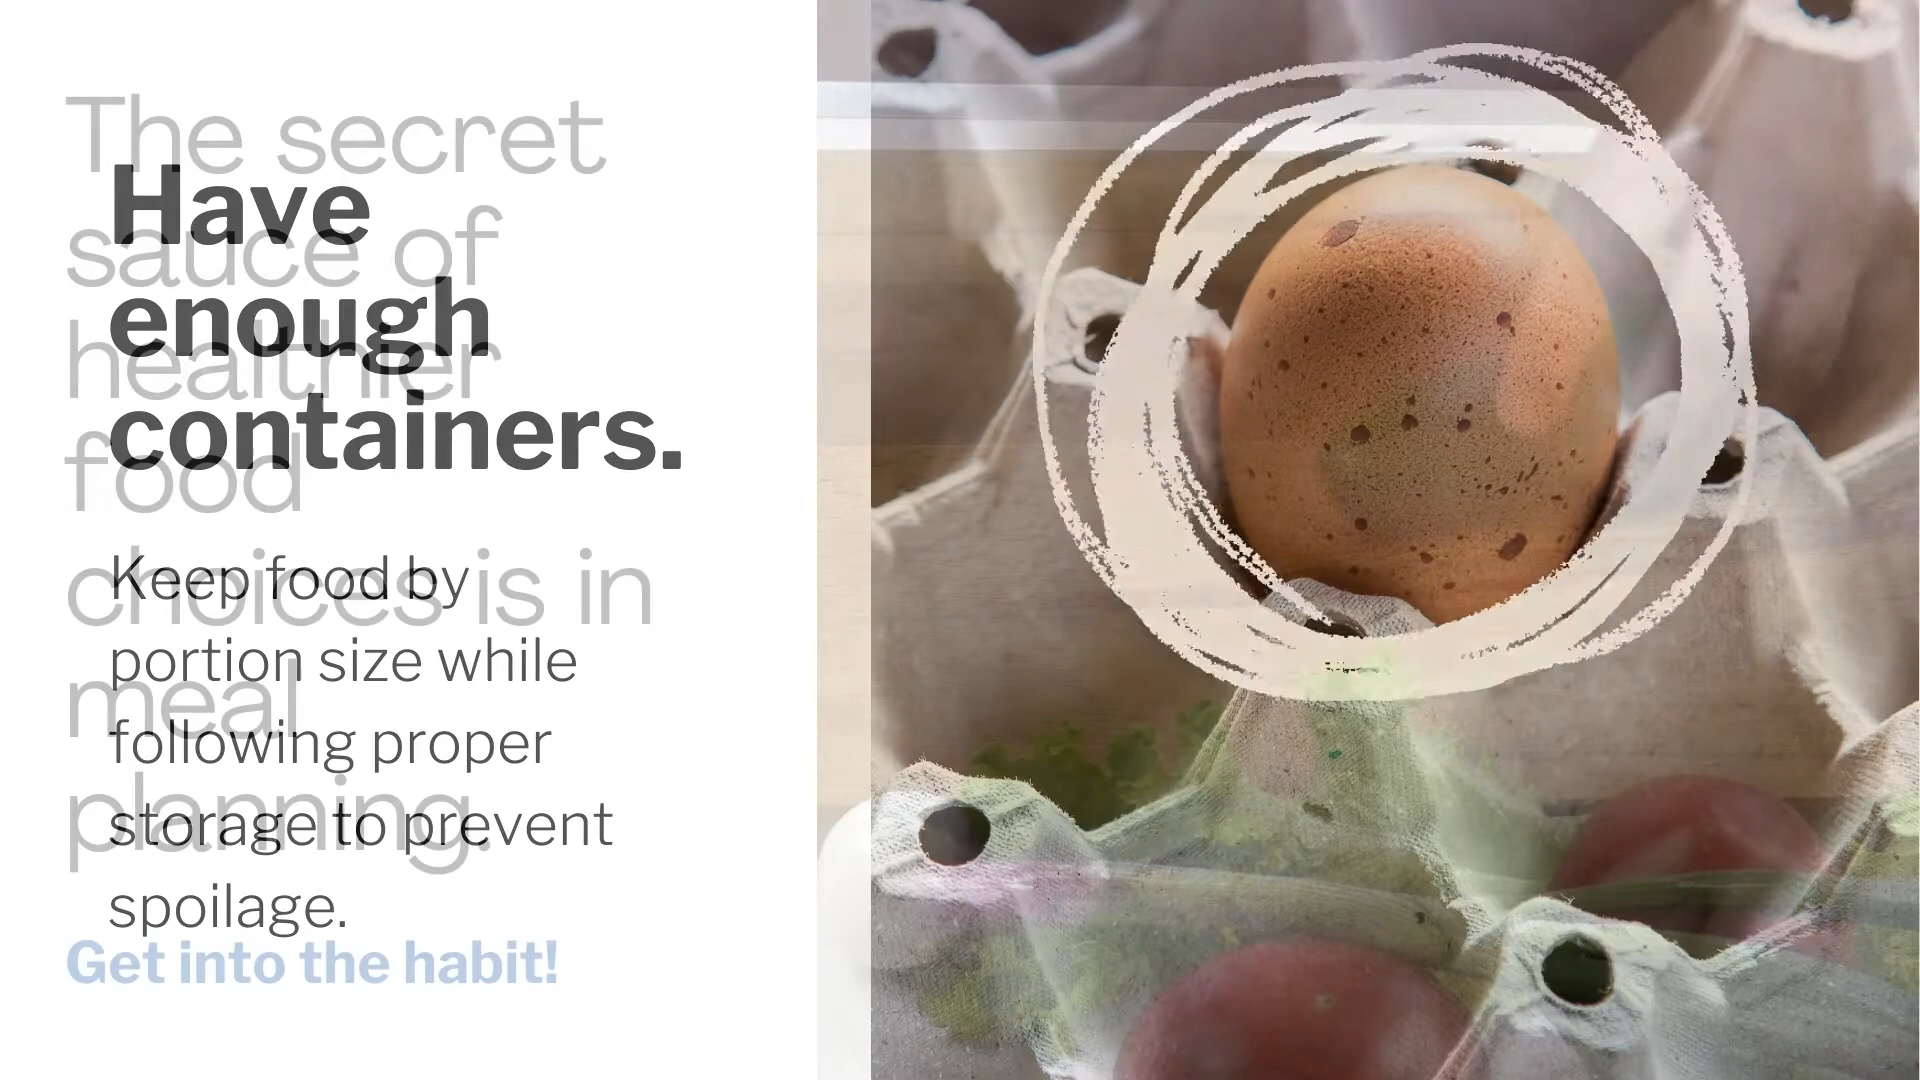 The secret
sauce of
healthier
food
choices is in
meal
planning.
Get into the habit!
Have
enough
containers.
Keep food by
portion size while
following proper
storage to prevent
spoilage.